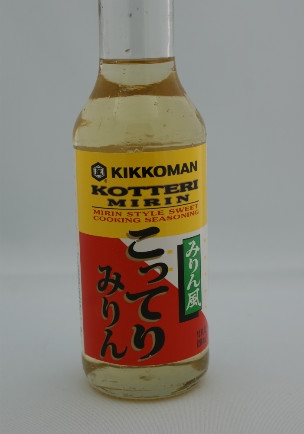 KIKKOMAN
KOTTERI
MIRIN
MIRIN STYLE SWEET
COOKING SEASONING
こってり
みりん
みりん風